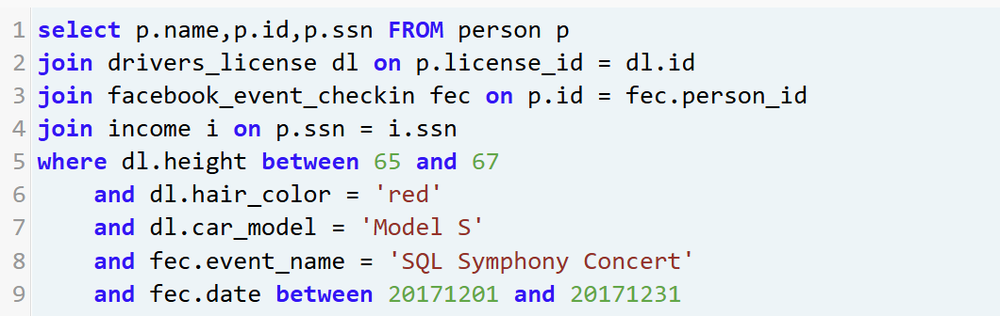 1 select p.name,p.id,p.ssn FROM person p
2 join drivers_license dl on p.license_id = dl.id
3 join facebook_event_checkin fec on p.id = fec.person_id
4 join income i on p.ssn = i.ssn
5 where dl.height between 65 and 67
6     and dl.hair_color = 'red'
7     and dl.car_model = 'Model S'
8     and fec.event_name = 'SQL Symphony Concert'
9     and fec.date between 20171201 and 20171231